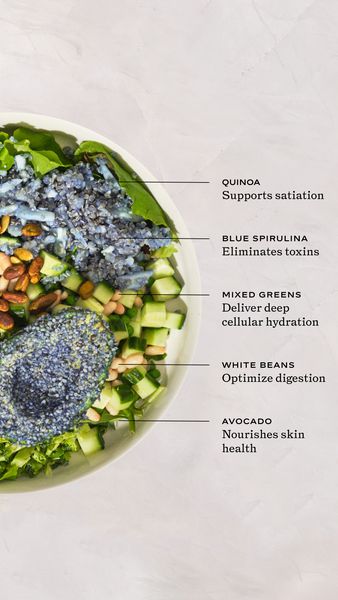 QUINOA
Supports satiation
BLUE SPIRULINA
Eliminates toxins
MIXED GREENS
Deliver deep
cellular hydration
WHITE BEANS
Optimize digestion
AVOCADO
Nourishes skin
health